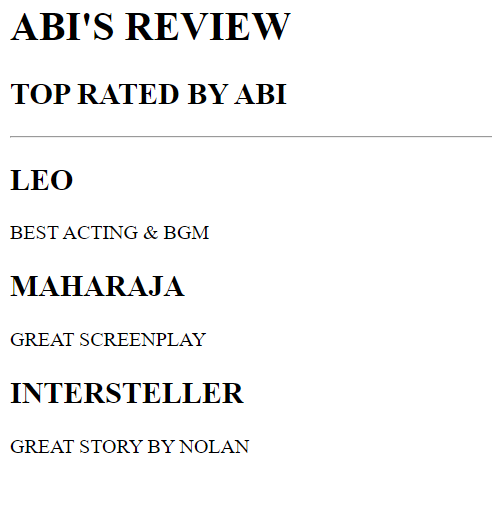 ABI'S REVIEW
TOP RATED BY ABI
LEO
BEST ACTING & BGM
MAHARAJA
GREAT SCREENPLAY
INTERSTELLER
GREAT STORY BY NOLAN